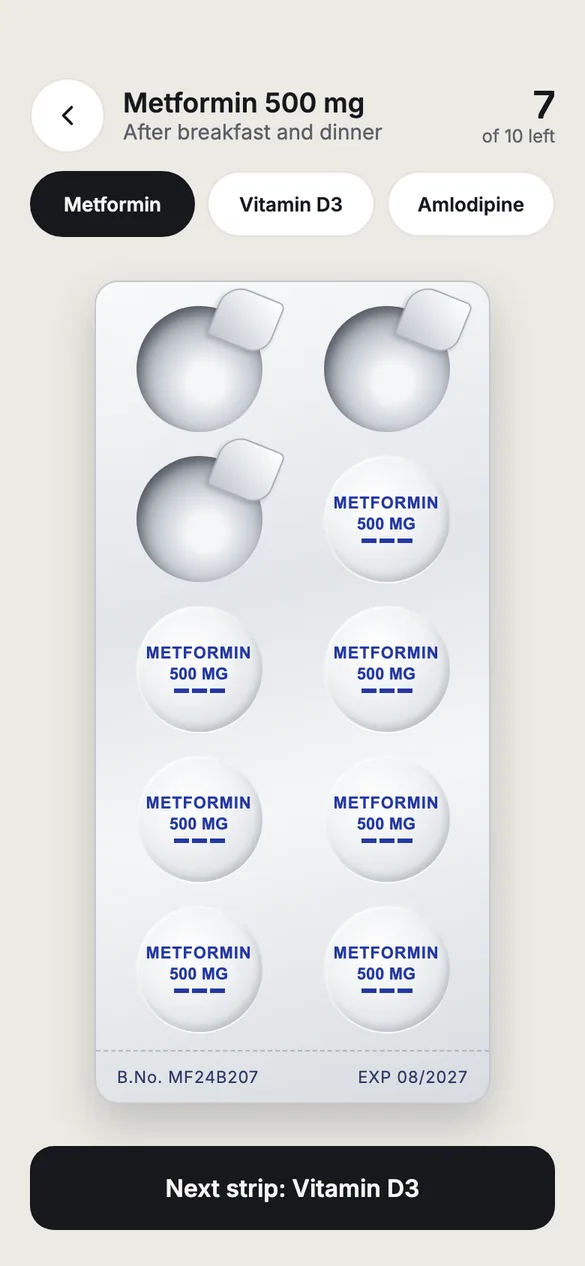 Metformin 500 mg
After breakfast and dinner
7
of 10 left
Metformin
Vitamin D3
Amlodipine
METFORMIN
500 MG
METFORMIN
500 MG
METFORMIN
500 MG
METFORMIN
500 MG
METFORMIN
500 MG
METFORMIN
500 MG
METFORMIN
500 MG
B.No. MF24B207
EXP 08/2027
Next strip: Vitamin D3